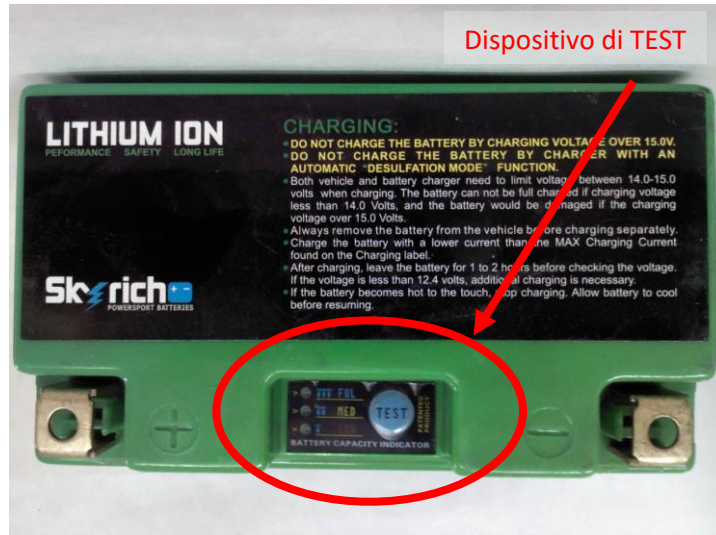 Dispositivo di TEST
LITHIUM ION
PEFORMANCE SAFETY LONG LIFE
CHARGING:
• DO NOT CHARGE THE BATTERY BY CHARGING VOLTAGE OVER 15.0V.
• DO NOT CHARGE THE BATTERY BY CHARGER WITH AN
AUTOMATIC "DESULFATION MODE" FUNCTION.
• Both vehicle and battery charger need to limit voltage between 14.0-15.0
volts when charging. The battery can not be full charged if charging voltage
less than 14.0 Volts, and the battery would be damaged if the charging
voltage over 15.0 Volts.
• Always remove the battery from the vehicle before charging separately.
• Charge the battery with a lower current than the MAX Charging Current
found on the Charging label.
• After charging, leave the battery for 1 to 2 hours before checking the voltage.
If the voltage is less than 12.4 volts, additional charging is necessary.
• If the battery becomes hot to the touch, stop charging. Allow battery to cool
before resuming.
Skyrich
POWERSPORT BATTERIES
FUL
MED
LOW
TEST
PATENTED
PRODUCT
BATTERY CAPACITY INDICATOR